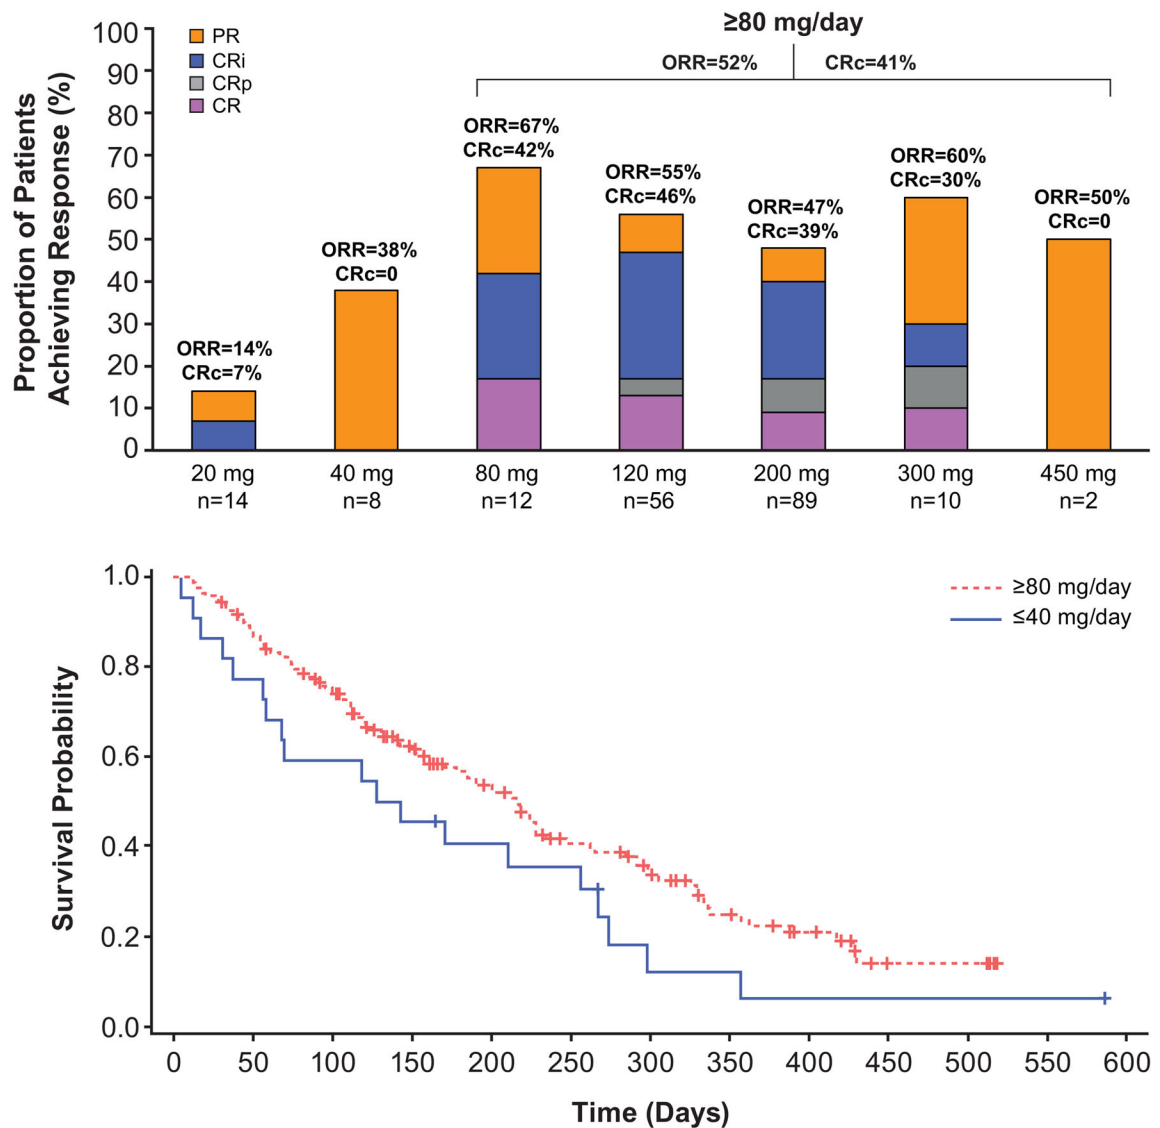 ≥80 mg/day
ORR=52% CRc=41%
PR
CRi
CRp
CR
Proportion of Patients
Achieving Response (%)
100
90
80
70
60
50
40
30
20
10
0
ORR=14%
CRc=7%
ORR=38%
CRc=0
ORR=67%
CRc=42%
ORR=55%
CRc=46%
ORR=47%
CRc=39%
ORR=60%
CRc=30%
ORR=50%
CRc=0
20 mg 40 mg 80 mg 120 mg 200 mg 300 mg 450 mg
n=14 n=8 n=12 n=56 n=89 n=10 n=2
≥80 mg/day
≤40 mg/day
Survival Probability
1.0
0.8
0.6
0.4
0.2
0.0
0 50 100 150 200 250 300 350 400 450 500 550 600
Time (Days)